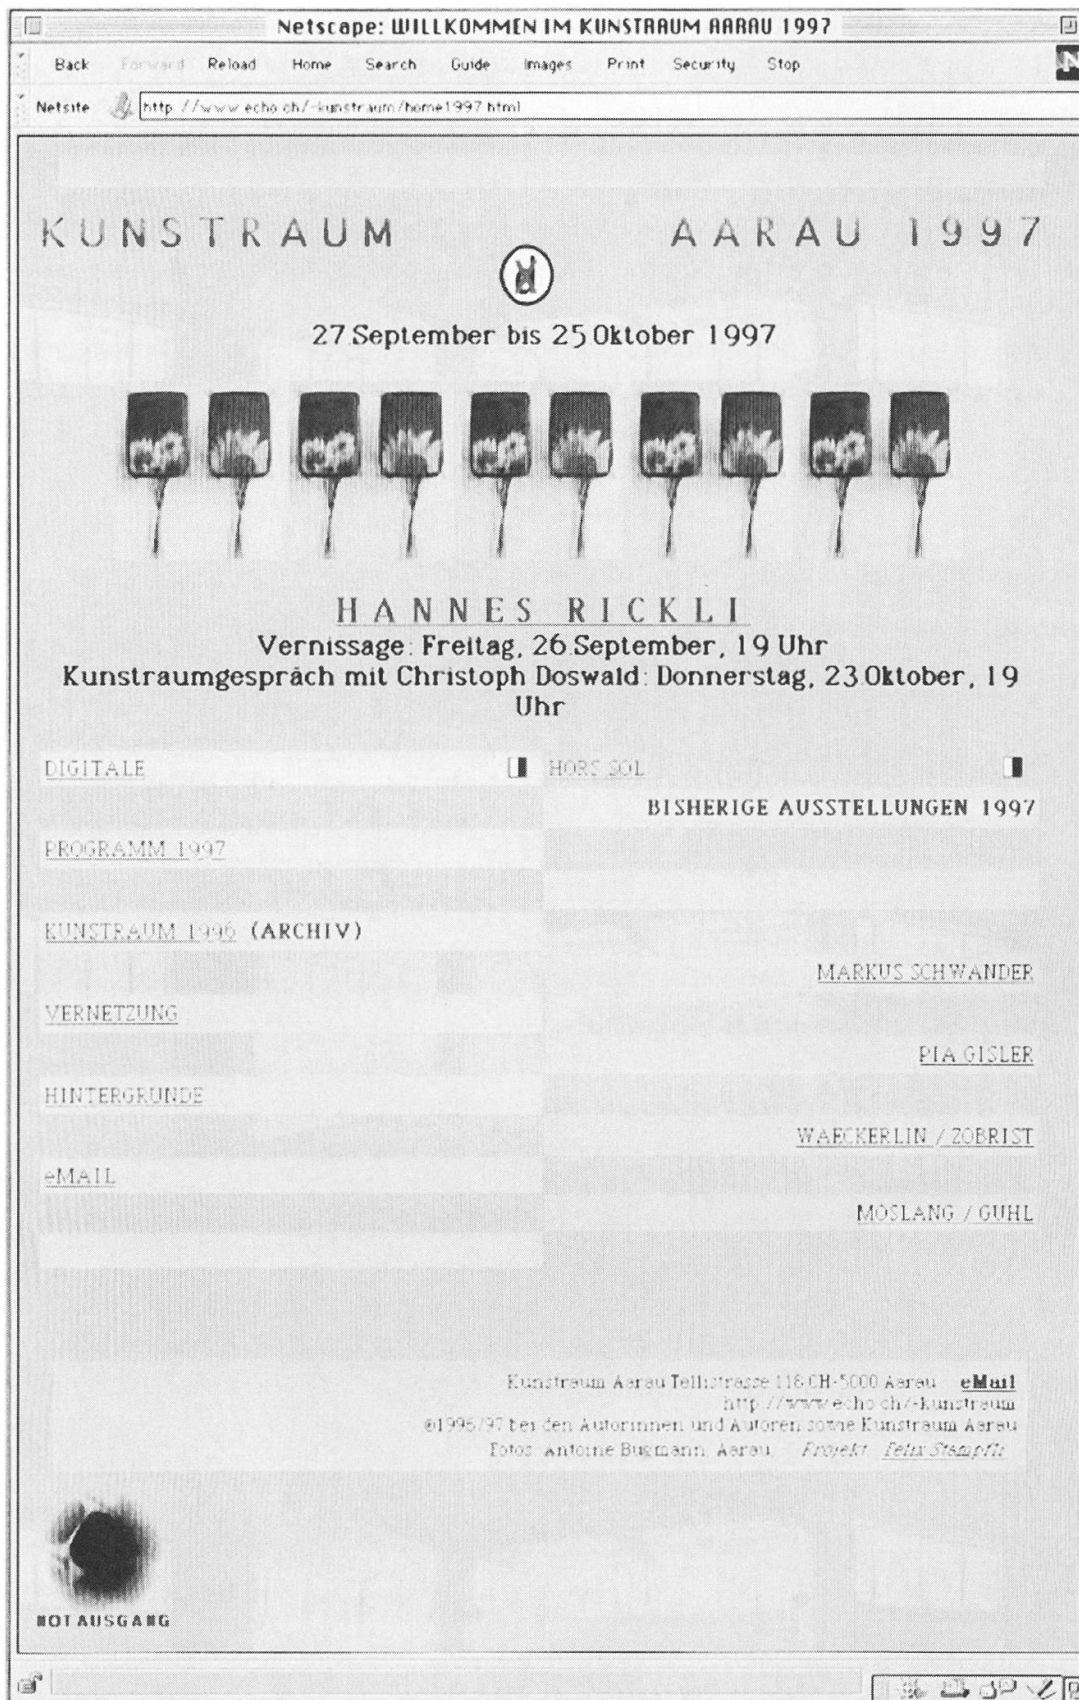 Netscape: WILLKOMMEN IM KUNSTRAUM AARAU 1997
Back Forward Reload Home Search Guide Images Print Security Stop
N
Netsite http://www.echo.ch/~kunstraum/home1997.html
KUNSTRAUM AARAU 1997
27.September bis 25.Oktober 1997
HANNES RICKLI
Vernissage: Freitag, 26.September, 19 Uhr
Kunstraumgespräch mit Christoph Doswald: Donnerstag, 23.Oktober, 19
Uhr
DIGITALE HORS SOL
BISHERIGE AUSSTELLUNGEN 1997
PROGRAMM 1997
KUNSTRAUM 1996 (ARCHIV)
MARKUS SCHWANDER
VERNETZUNG
PIA GISLER
HINTERGRUNDE
WAECKERLIN / ZOBRIST
eMAIL
MOSLANG / GUHL
Kunstraum Aarau Tellistrasse 118 CH-5000 Aarau eMail
http://www.echo.ch/~kunstraum
©1996/97 bei den Autorinnen und Autoren sowie Kunstraum Aarau
Fotos: Antoine Bugmann, Aarau, Projekt: Felix Stampfli
NOTAUSGANG